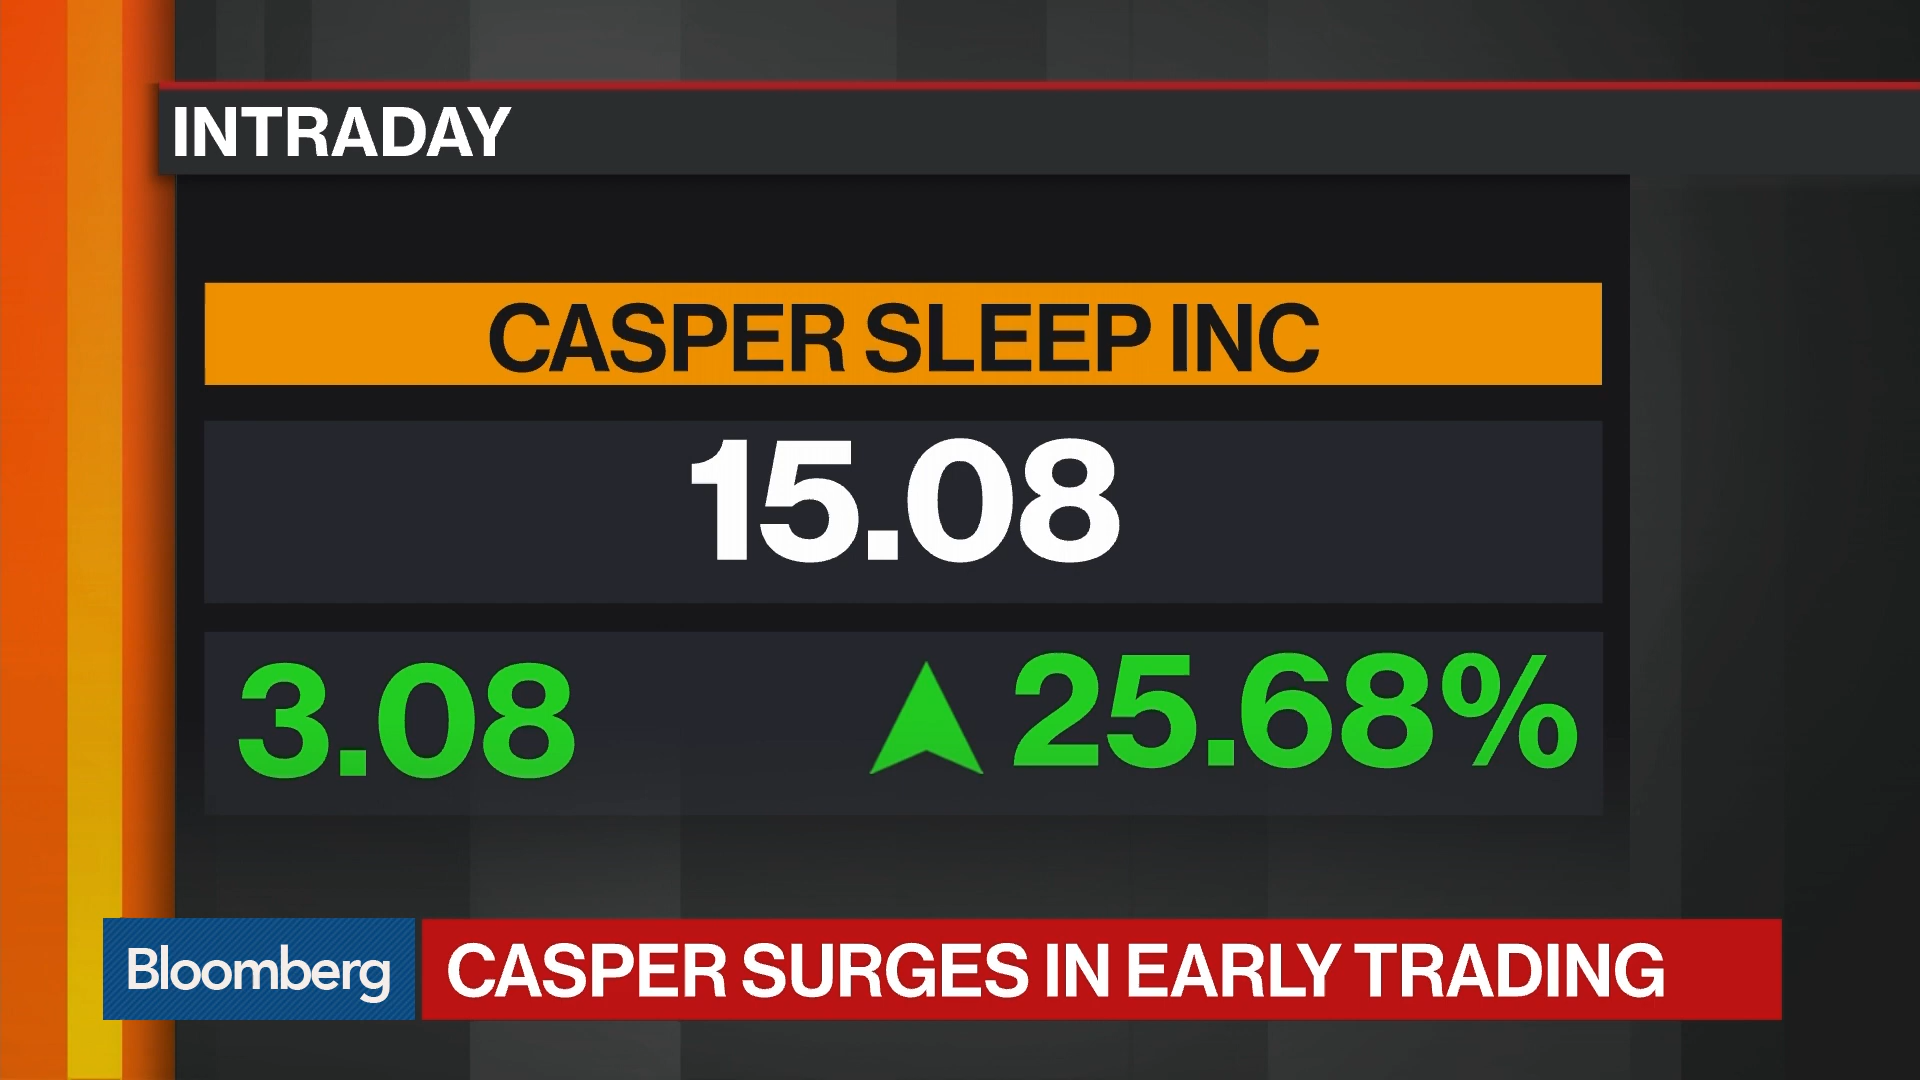 INTRADAY
CASPER SLEEP INC
15.08
3.08 ▲ 25.68%
Bloomberg CASPER SURGES IN EARLY TRADING